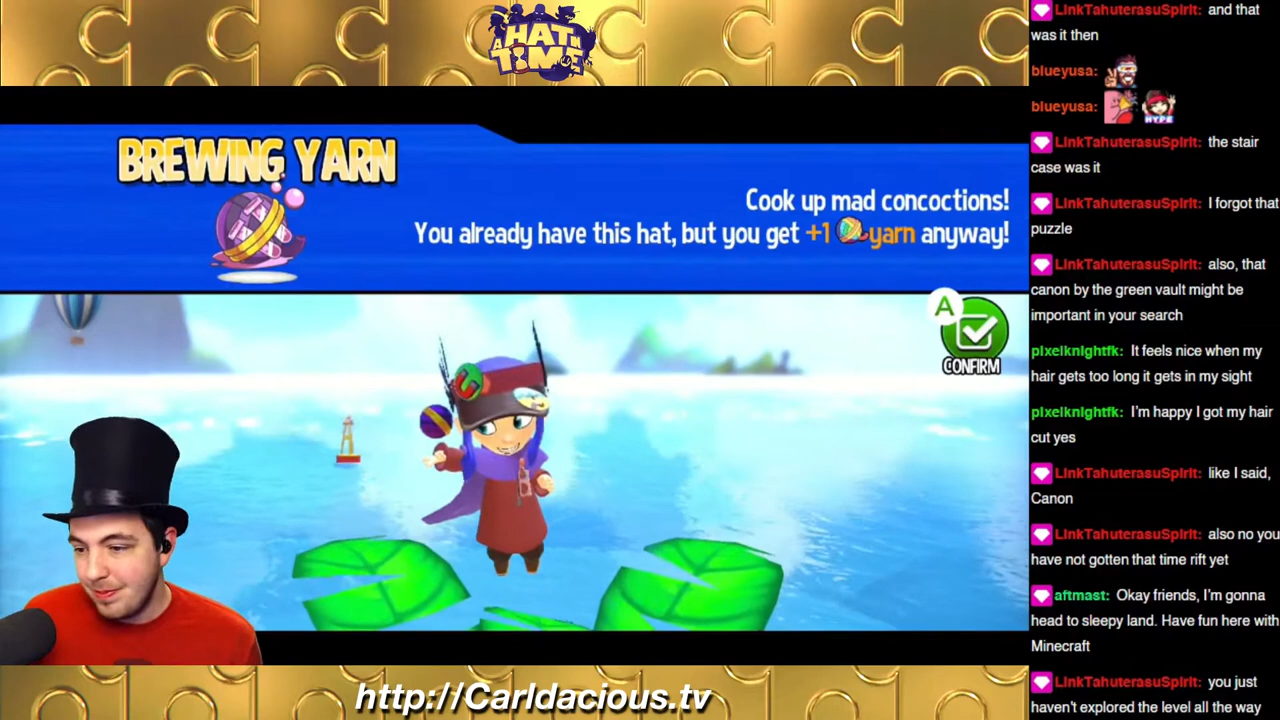 A HAT IN TIME
BREWING YARN
Cook up mad concoctions!
You already have this hat, but you get +1 yarn anyway!
A
CONFIRM
http://Carldacious.tv
LinkTahuterasuSpirit: and that
was it then
blueyusa:
blueyusa:
HYPE
LinkTahuterasuSpirit: the stair
case was it
LinkTahuterasuSpirit: I forgot that
puzzle
LinkTahuterasuSpirit: also, that
canon by the green vault might be
important in your search
pixelknightfk: It feels nice when my
hair gets too long it gets in my sight
pixelknightfk: I'm happy I got my hair
cut yes
LinkTahuterasuSpirit: like I said,
Canon
LinkTahuterasuSpirit: also no you
have not gotten that time rift yet
aftmast: Okay friends, I'm gonna
head to sleepy land. Have fun here with
Minecraft
LinkTahuterasuSpirit: you just
haven't explored the level all the way